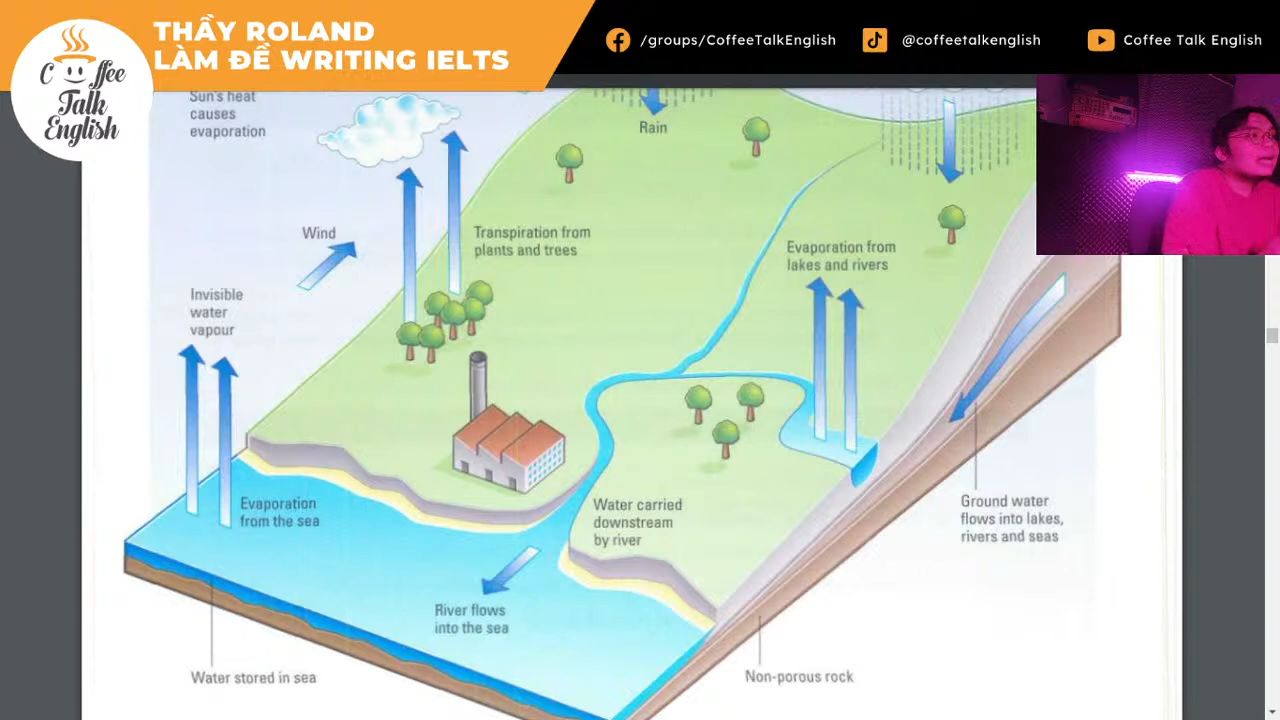 THẦY ROLAND
LÀM ĐỀ WRITING IELTS
Coffee
Talk
English
/groups/CoffeeTalkEnglish
@coffeetalkenglish
Coffee Talk English
Sun's heat
causes
evaporation
Rain
Wind
Transpiration from
plants and trees
Evaporation from
lakes and rivers
Invisible
water
vapour
Evaporation
from the sea
Water carried
downstream
by river
Ground water
flows into lakes,
rivers and seas
River flows
into the sea
Water stored in sea
Non-porous rock